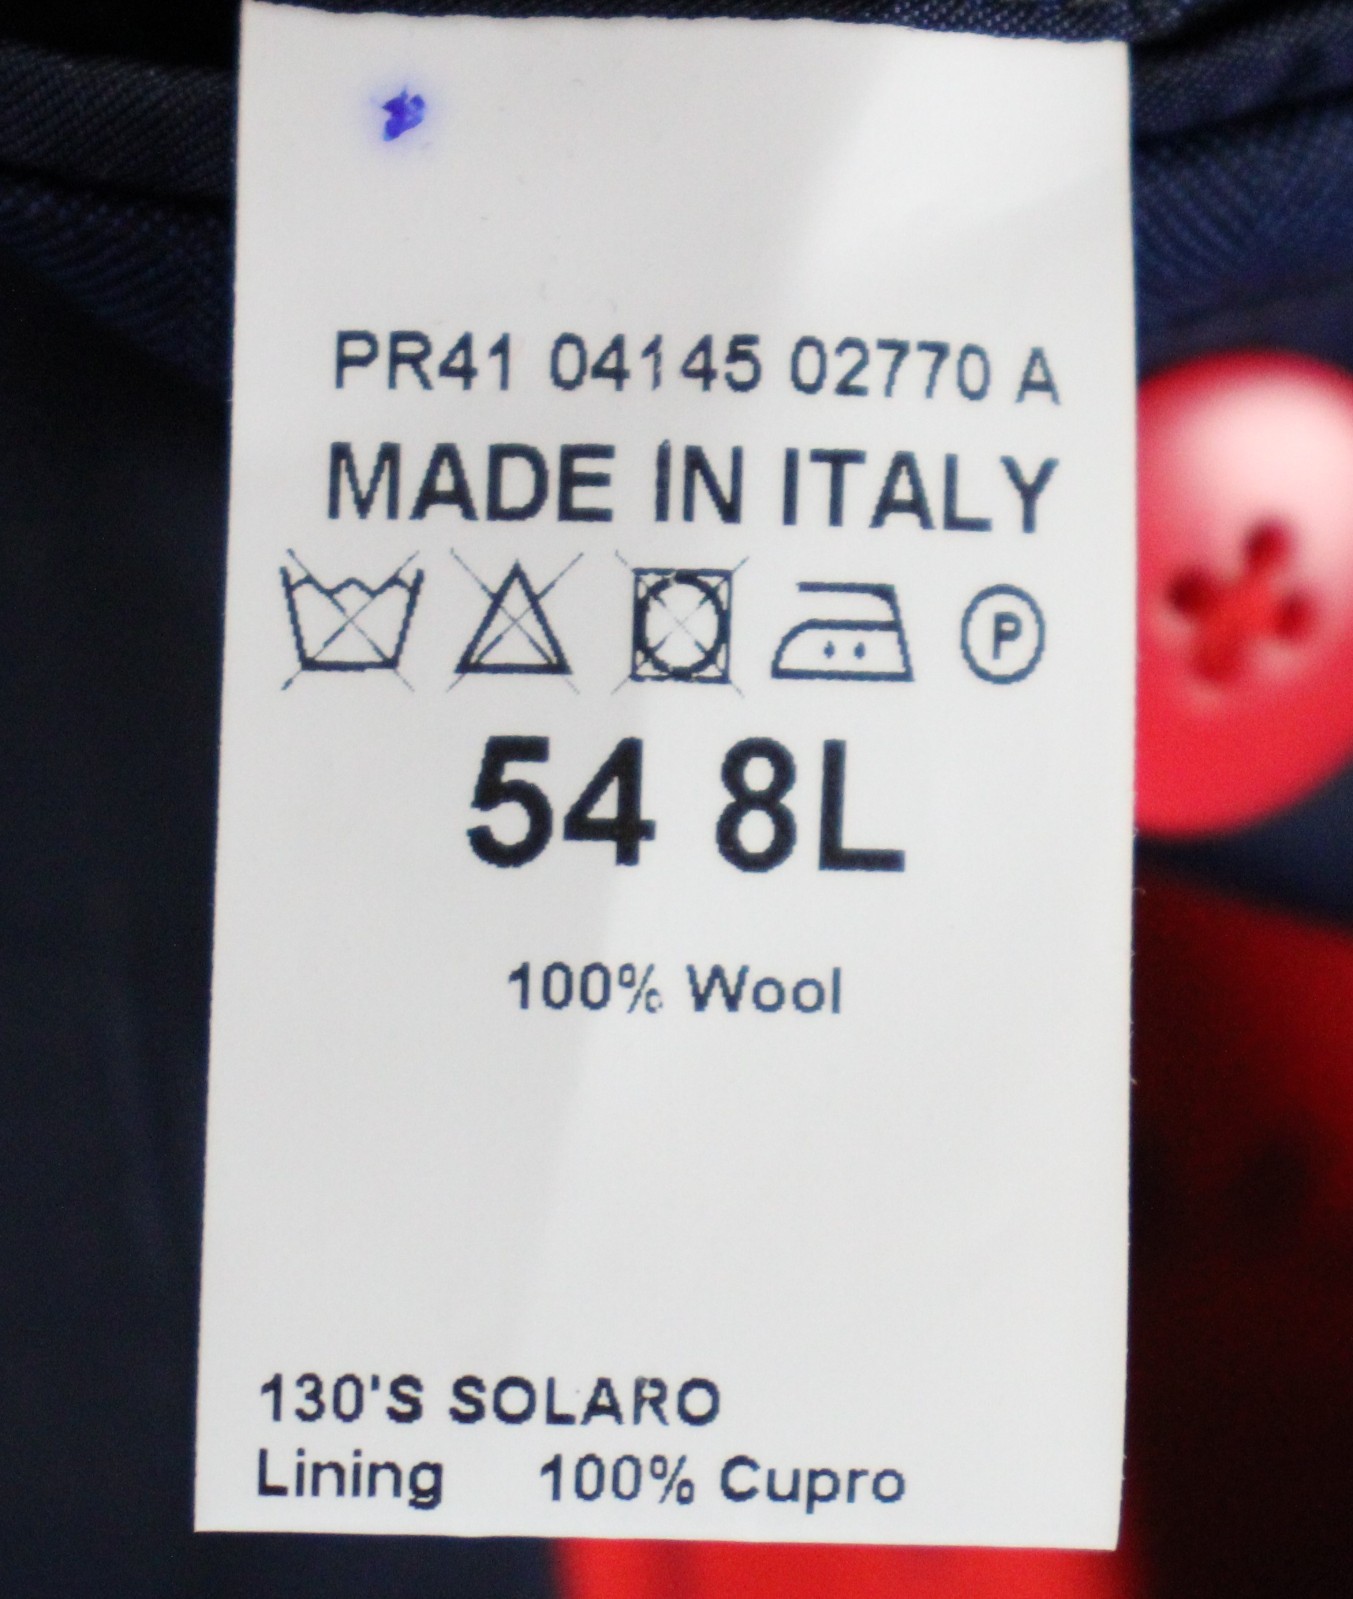 PR41 04145 02770 A
MADE IN ITALY
P
54 8L
100% Wool
130'S SOLARO
Lining 100% Cupro